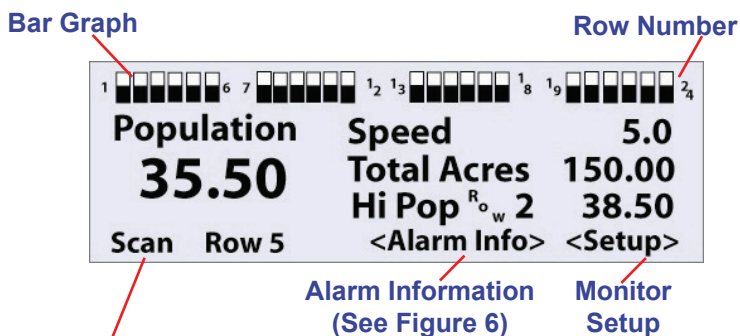 Bar Graph Row Number
1 6 7 12 13 18 19 24
Population Speed 5.0
35.50 Total Acres 150.00
Hi Pop Row 2 38.50
Scan Row 5 <Alarm Info> <Setup>
Alarm Information Monitor
(See Figure 6) Setup